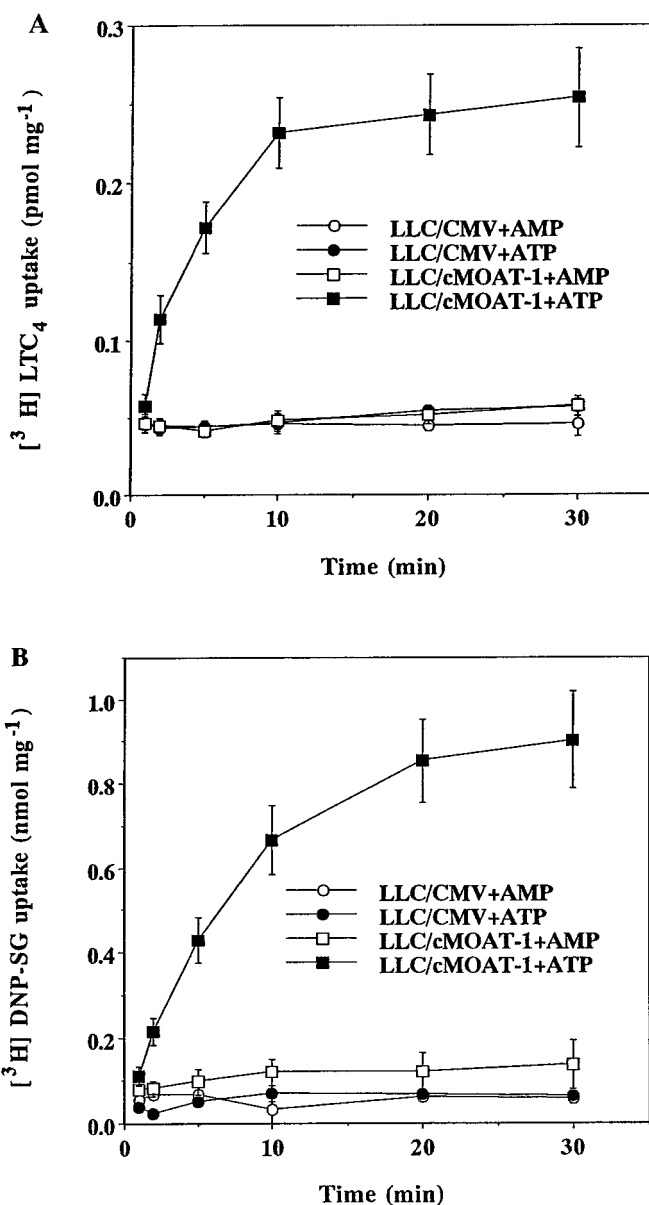 A
[³H] LTC₄ uptake (pmol mg⁻¹)
0.3
0.2
0.1
0.0
LLC/CMV+AMP
LLC/CMV+ATP
LLC/cMOAT-1+AMP
LLC/cMOAT-1+ATP
0 10 20 30
Time (min)
B
[³H] DNP-SG uptake (nmol mg⁻¹)
1.0
0.8
0.6
0.4
0.2
0.0
LLC/CMV+AMP
LLC/CMV+ATP
LLC/cMOAT-1+AMP
LLC/cMOAT-1+ATP
0 10 20 30
Time (min)